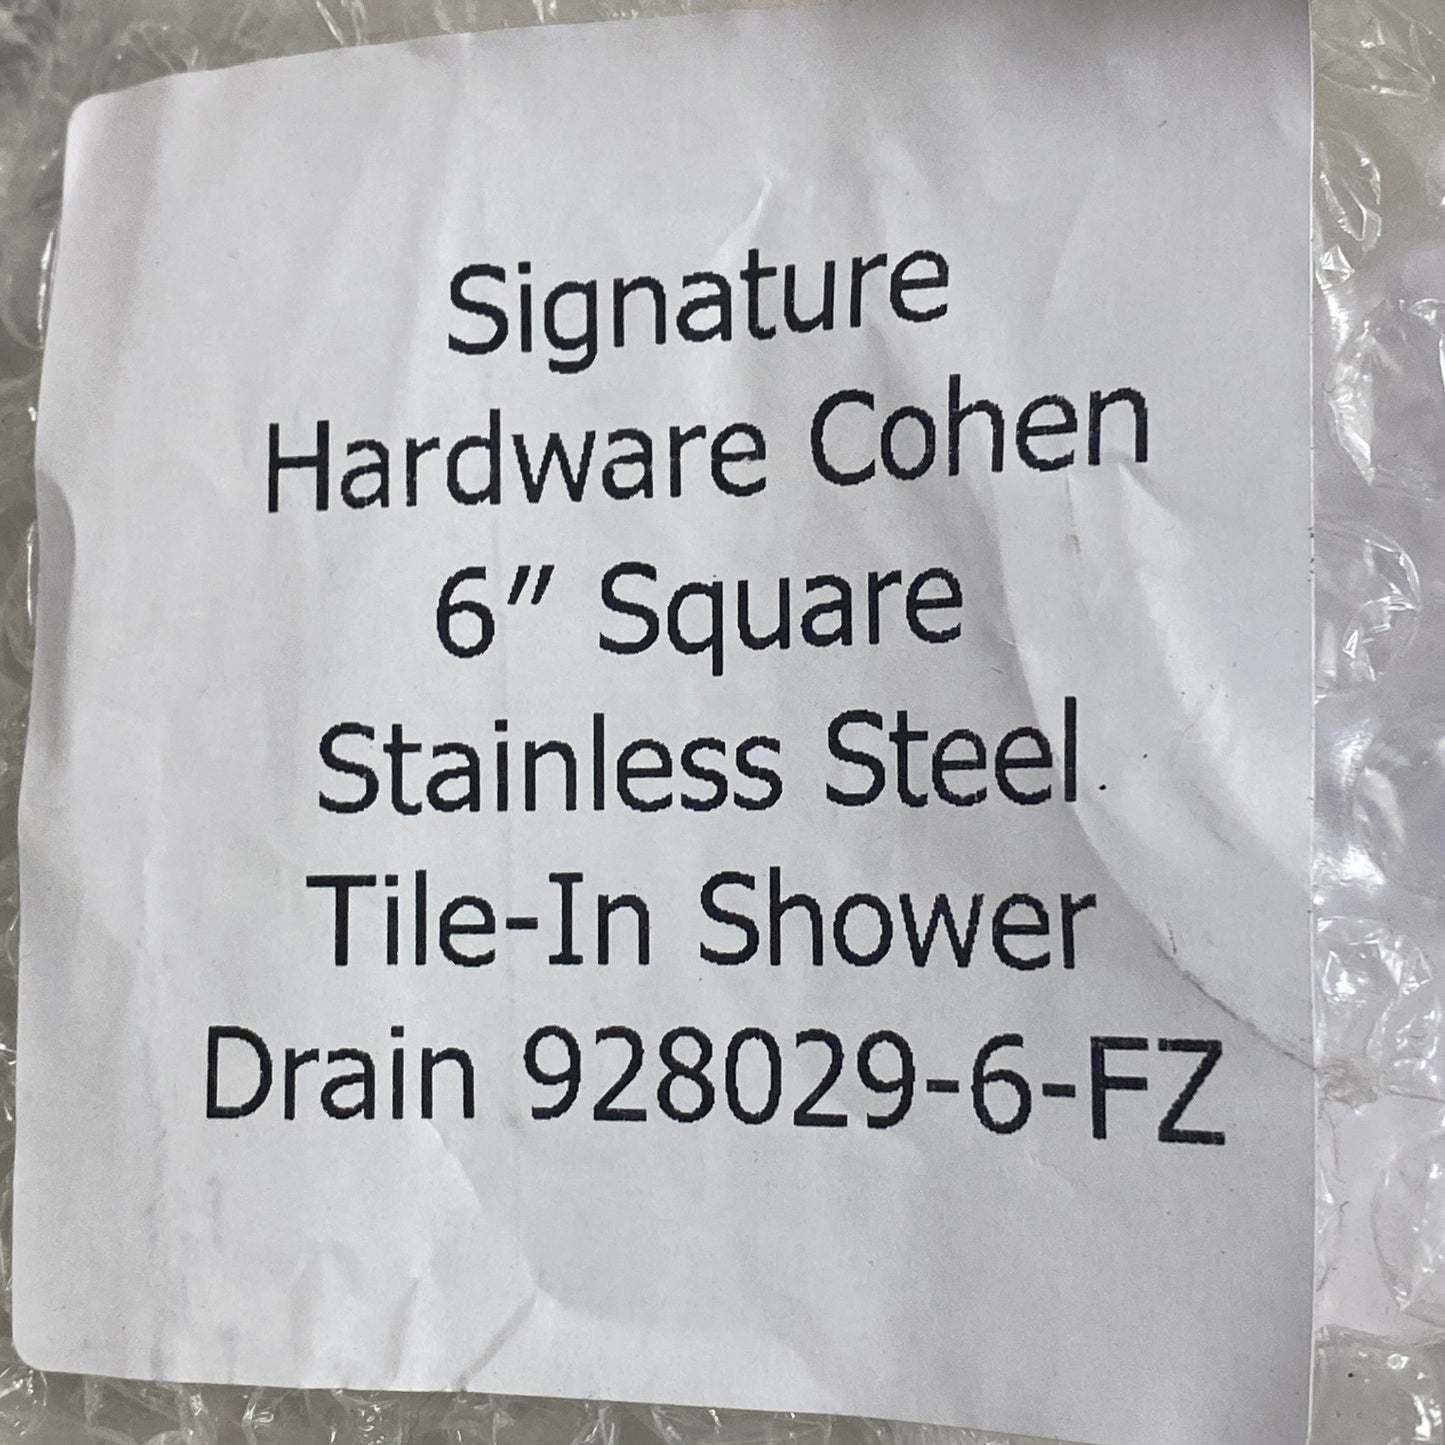 Signature
Hardware Cohen
6" Square
Stainless Steel
Tile-In Shower
Drain 928029-6-FZ